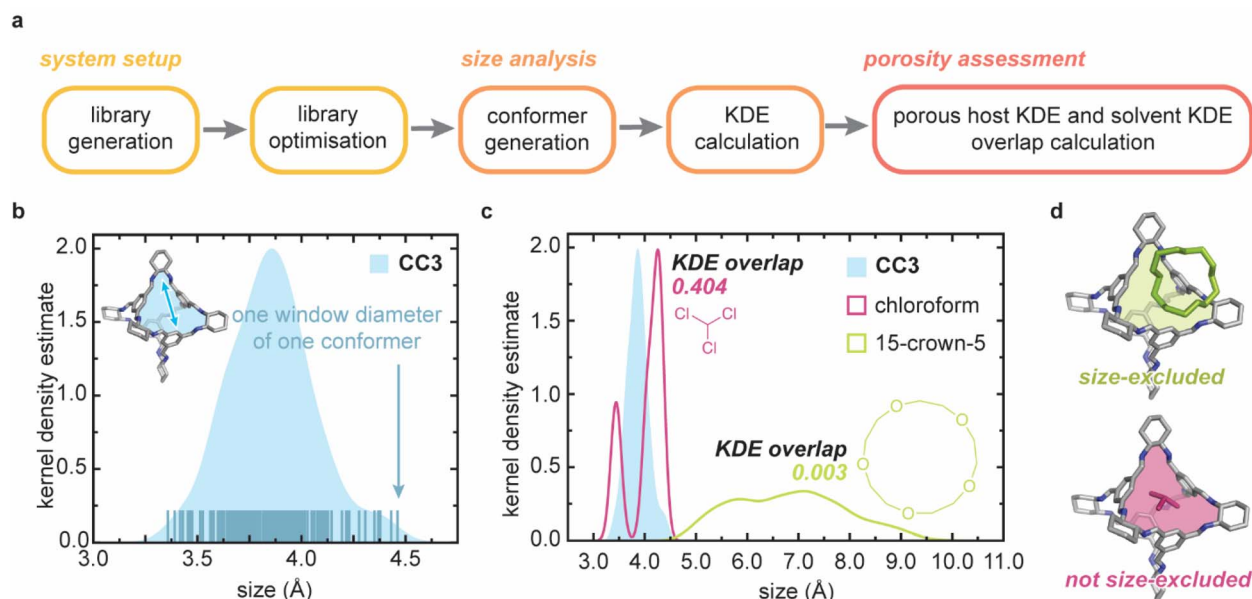 a
system setup
size analysis
porosity assessment
library
generation
library
optimisation
conformer
generation
KDE
calculation
porous host KDE and solvent KDE
overlap calculation
b
2.0
1.5
1.0
0.5
0.0
kernel density estimate
CC3
one window diameter
of one conformer
3.0
3.5
4.0
4.5
size (Å)
c
2.0
1.5
1.0
0.5
0.0
kernel density estimate
KDE overlap
0.404
Cl
Cl
Cl
CC3
chloroform
15-crown-5
KDE overlap
0.003
O
O
O
O
O
3.0 4.0 5.0 6.0 7.0 8.0 9.0 10.0 11.0
size (Å)
d
size-excluded
not size-excluded